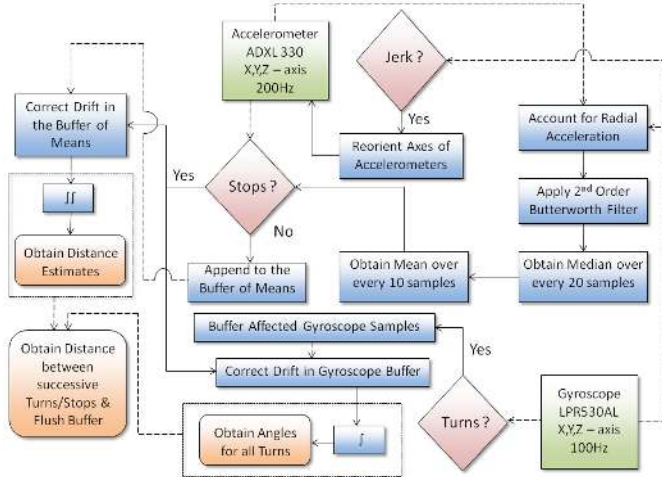 Accelerometer
ADXL 330
X,Y,Z – axis
200Hz
Jerk ?
Correct Drift in
the Buffer of
Means
Yes
Account for Radial
Acceleration
Reorient Axes of
Accelerometers
Yes
Stops ?
∫∫
Apply 2nd Order
Butterworth Filter
No
Obtain Distance
Estimates
Append to the
Buffer of Means
Obtain Mean over
every 10 samples
Obtain Median over
every 20 samples
Buffer Affected Gyroscope Samples
Yes
Obtain Distance
between
successive
Turns/Stops &
Flush Buffer
Correct Drift in Gyroscope Buffer
Turns ?
Gyroscope
LPR530AL
X,Y,Z – axis
100Hz
Obtain Angles
for all Turns
∫